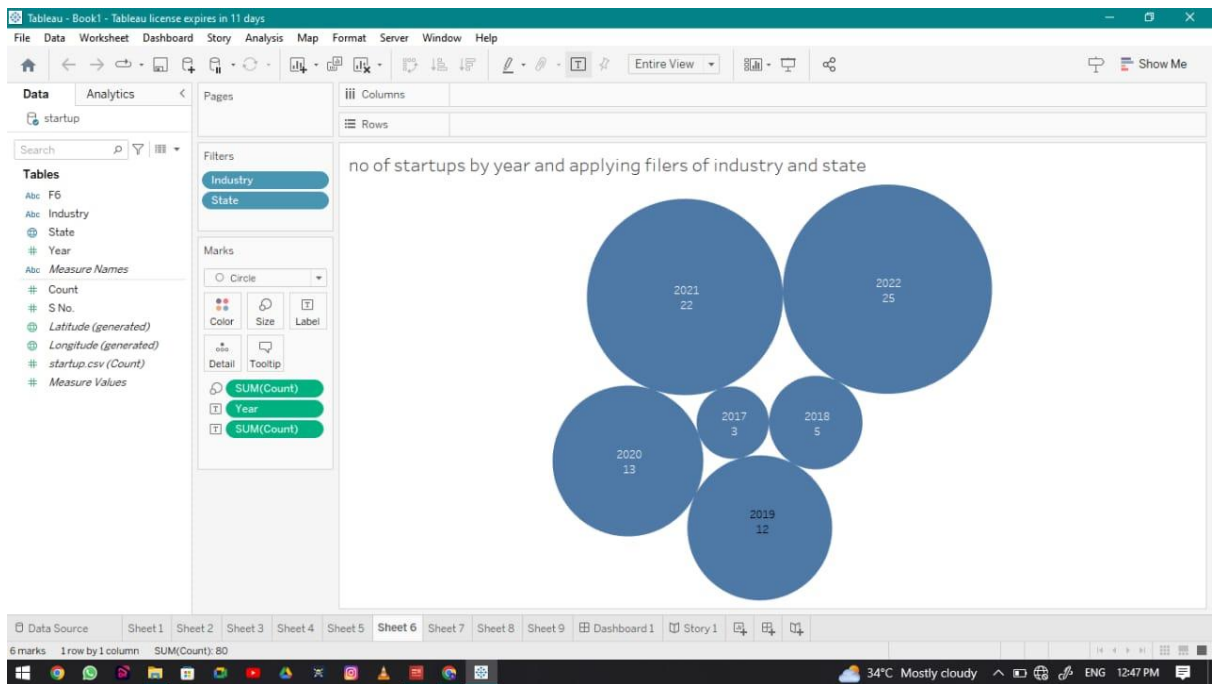 Tableau - Book1 - Tableau license expires in 11 days
File Data Worksheet Dashboard Story Analysis Map Format Server Window Help
Entire View
Show Me
Data Analytics
startup
Search
Tables
Abc F6
Abc Industry
State
# Year
Abc Measure Names
# Count
# S No.
Latitude (generated)
Longitude (generated)
# startup.csv (Count)
# Measure Values
Pages
Filters
Industry
State
Marks
Circle
Color Size Label
Detail Tooltip
SUM(Count)
Year
SUM(Count)
Columns
Rows
no of startups by year and applying filers of industry and state
2021
22
2022
25
2017
3
2018
5
2020
13
2019
12
Data Source Sheet 1 Sheet 2 Sheet 3 Sheet 4 Sheet 5 Sheet 6 Sheet 7 Sheet 8 Sheet 9 Dashboard 1 Story 1
6 marks 1 row by 1 column SUM(Count): 80
34°C Mostly cloudy ENG 12:47 PM